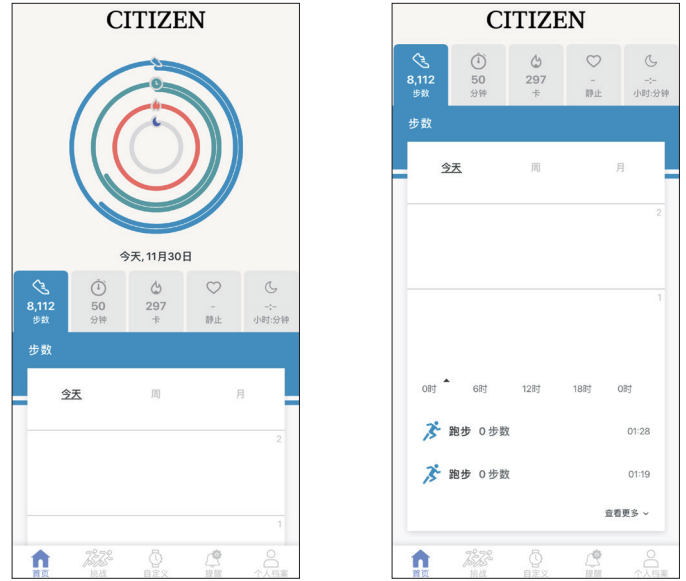 CITIZEN
今天,11月30日
8,112 50 297 - -:-
步数 分钟 卡 静止 小时:分钟
步数
今天 周 月
2
1
首页 挑战 自定义 提醒 个人档案
CITIZEN
8,112 50 297 - -:-
步数 分钟 卡 静止 小时:分钟
步数
今天 周 月
2
1
0时 6时 12时 18时 0时
跑步 0 步数 01:28
跑步 0 步数 01:19
查看更多
首页 挑战 自定义 提醒 个人档案